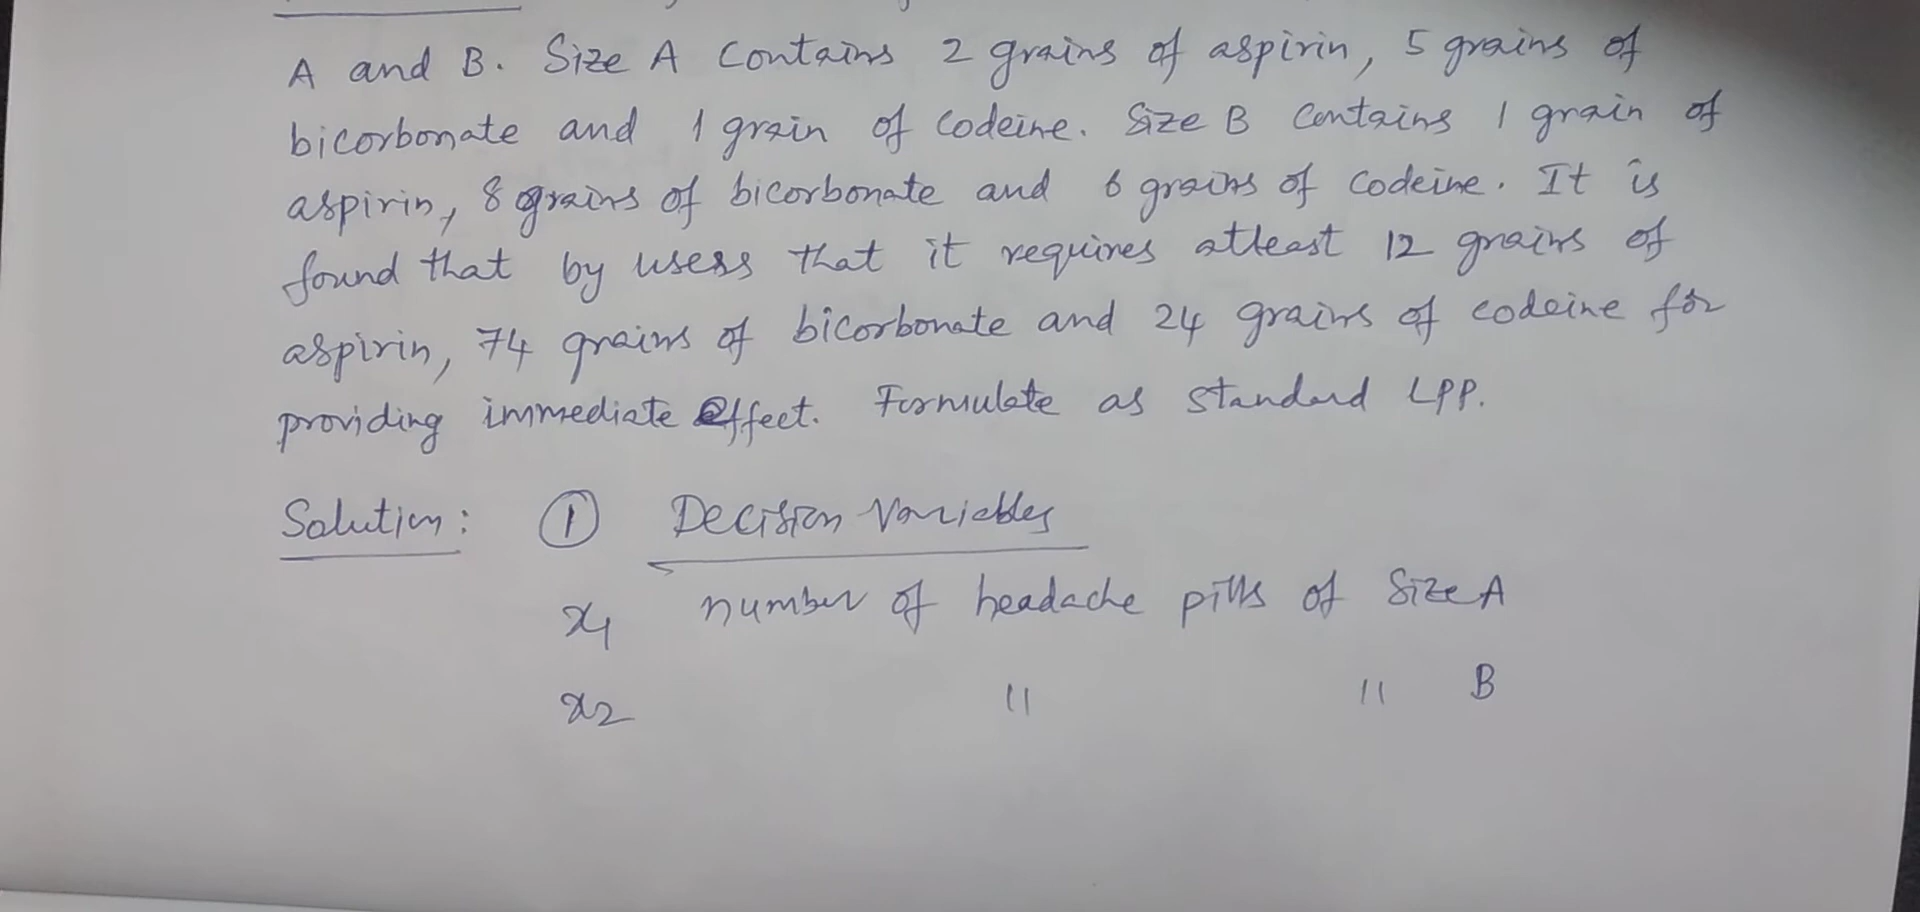 A and B. Size A contains 2 grains of aspirin, 5 grains of
bicorbonate and 1 grain of codeine. Size B contains 1 grain of
aspirin, 8 grains of bicorbonate and 6 grains of codeine. It is
found that by usess that it requires atleast 12 grains of
aspirin, 74 grains of bicorbonate and 24 grains of codeine for
providing immediate effect. Formulate as standard LPP.
Solution: ① Decision Variables
x1 number of headache pills of Size A
x2 " " B